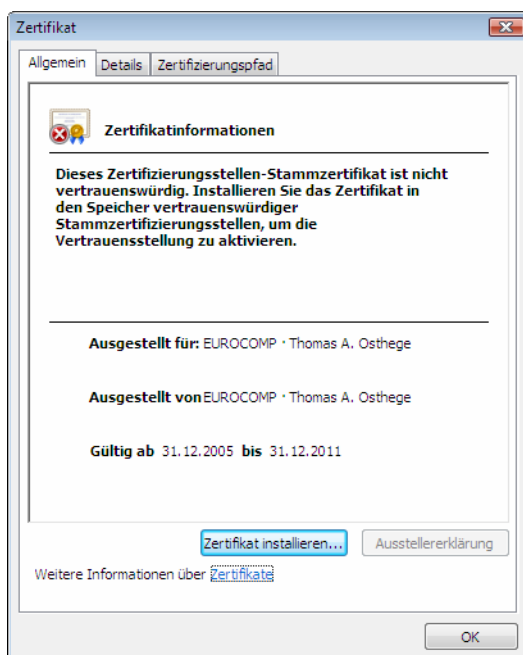 Zertifikat
Allgemein Details Zertifizierungspfad
Zertifikatinformationen
Dieses Zertifizierungsstellen-Stammzertifikat ist nicht
vertrauenswürdig. Installieren Sie das Zertifikat in
den Speicher vertrauenswürdiger
Stammzertifizierungsstellen, um die
Vertrauensstellung zu aktivieren.
Ausgestellt für: EUROCOMP · Thomas A. Osthege
Ausgestellt von EUROCOMP · Thomas A. Osthege
Gültig ab 31.12.2005 bis 31.12.2011
Zertifikat installieren... Ausstellererklärung
Weitere Informationen über Zertifikate
OK